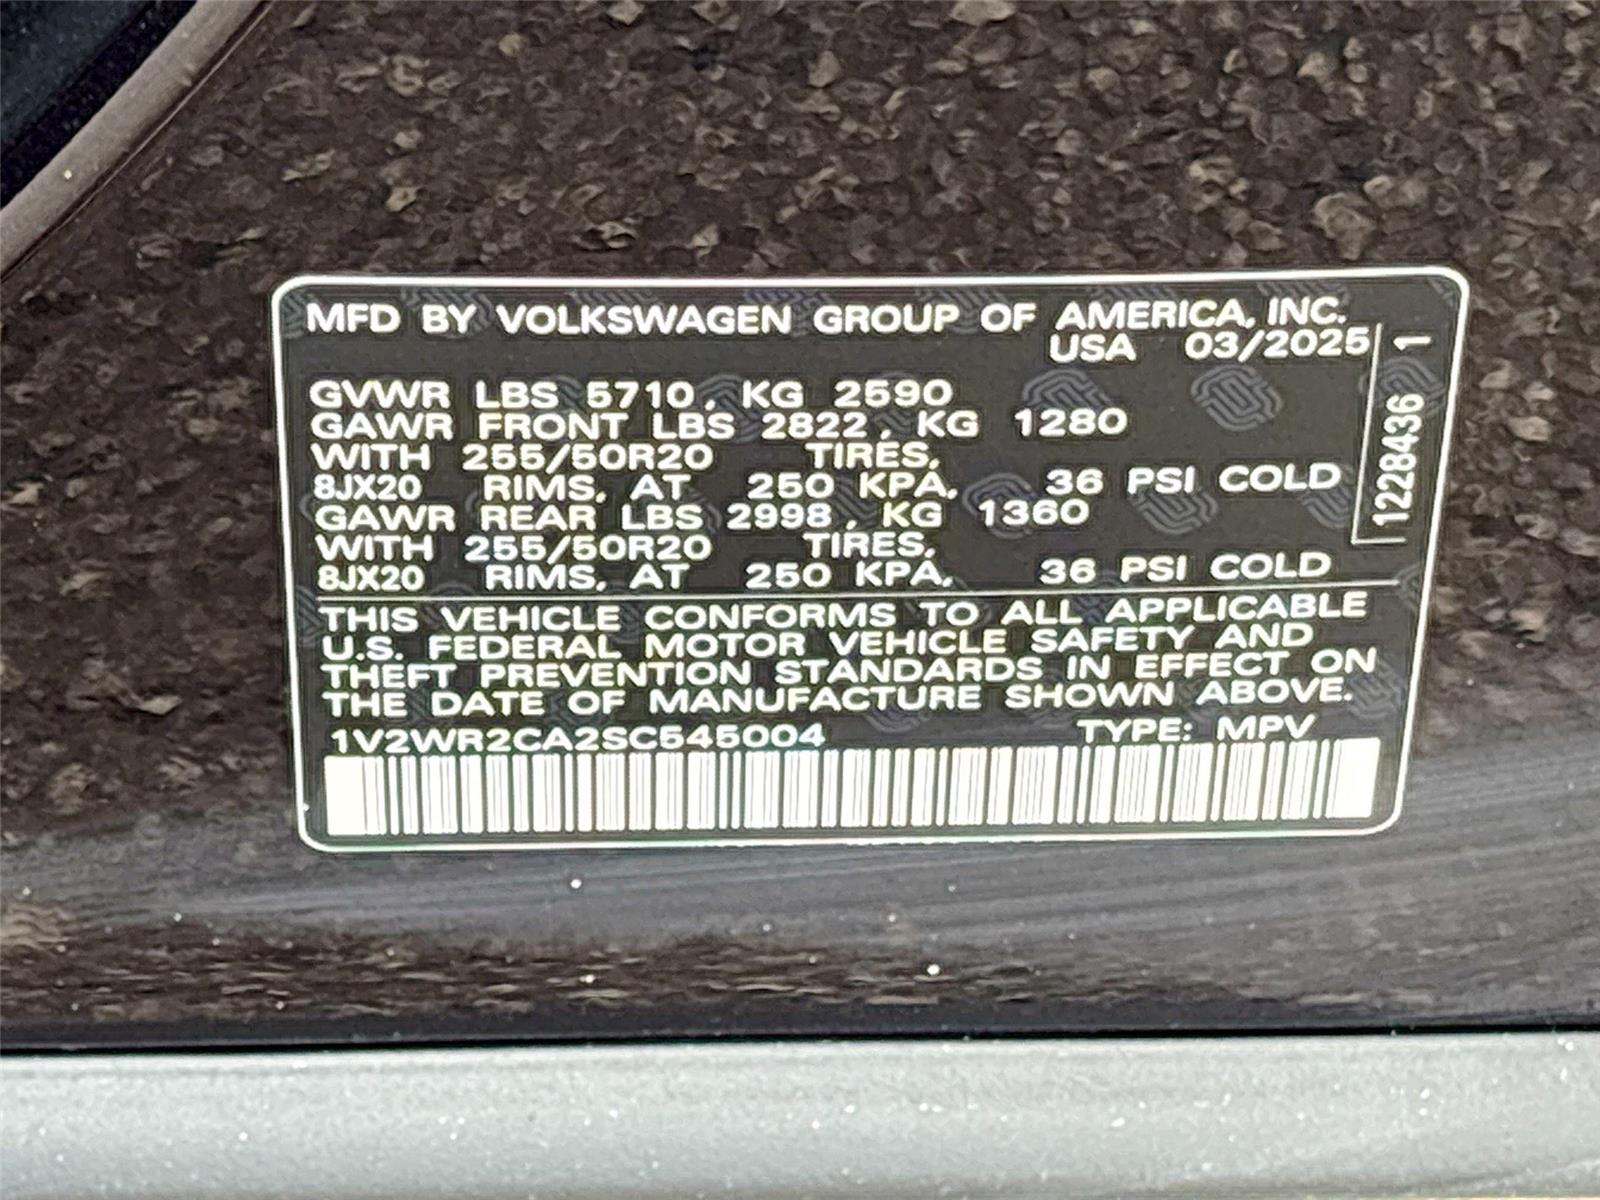 MFD BY VOLKSWAGEN GROUP OF AMERICA, INC.
USA 03/2025
GVWR LBS 5710, KG 2590
GAWR FRONT LBS 2822, KG 1280
WITH 255/50R20 TIRES,
8JX20 RIMS, AT 250 KPA, 36 PSI COLD
GAWR REAR LBS 2998, KG 1360
WITH 255/50R20 TIRES,
8JX20 RIMS, AT 250 KPA, 36 PSI COLD
THIS VEHICLE CONFORMS TO ALL APPLICABLE
U.S. FEDERAL MOTOR VEHICLE SAFETY AND
THEFT PREVENTION STANDARDS IN EFFECT ON
THE DATE OF MANUFACTURE SHOWN ABOVE.
1V2WR2CA2SC545004 TYPE: MPV
1228436 1